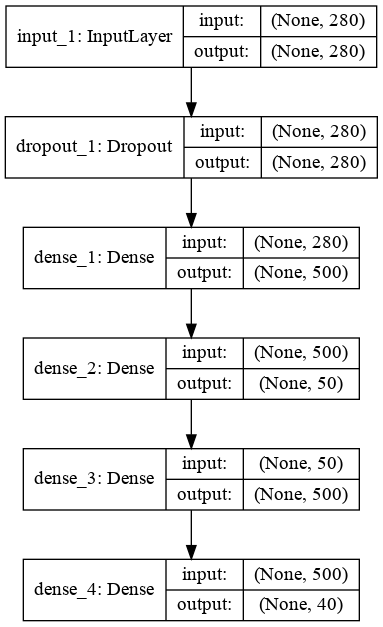 input_1: InputLayer
input: (None, 280)
output: (None, 280)
dropout_1: Dropout
input: (None, 280)
output: (None, 280)
dense_1: Dense
input: (None, 280)
output: (None, 500)
dense_2: Dense
input: (None, 500)
output: (None, 50)
dense_3: Dense
input: (None, 50)
output: (None, 500)
dense_4: Dense
input: (None, 500)
output: (None, 40)